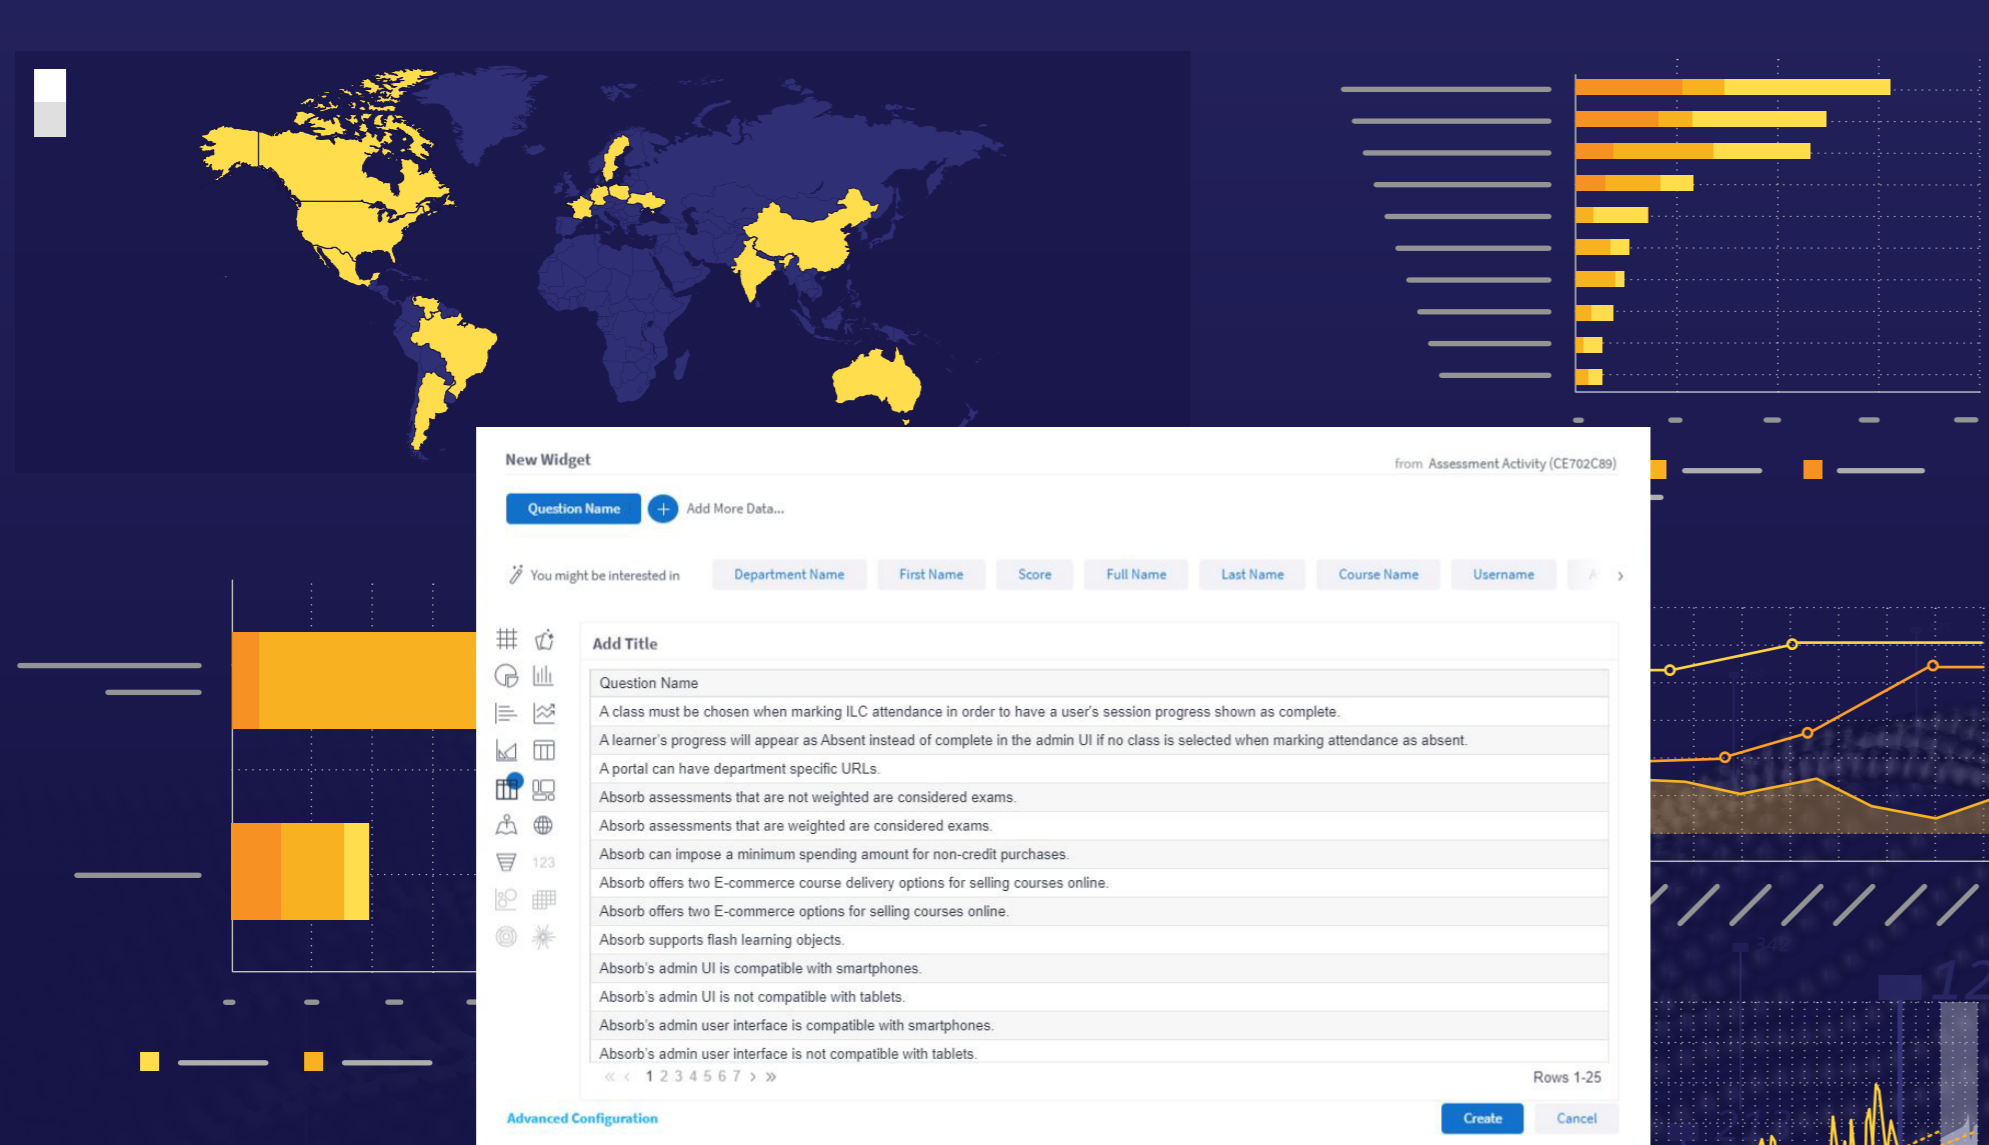 New Widget
from Assessment Activity (CE702C89)
Question Name
+ Add More Data...
You might be interested in
Department Name
First Name
Score
Full Name
Last Name
Course Name
Username
Add Title
Question Name
A class must be chosen when marking ILC attendance in order to have a user's session progress shown as complete.
A learner's progress will appear as Absent instead of complete in the admin UI if no class is selected when marking attendance as absent.
A portal can have department specific URLs.
Absorb assessments that are not weighted are considered exams.
Absorb assessments that are weighted are considered exams.
Absorb can impose a minimum spending amount for non-credit purchases.
Absorb offers two E-commerce course delivery options for selling courses online.
Absorb offers two E-commerce options for selling courses online.
Absorb supports flash learning objects.
Absorb's admin UI is compatible with smartphones.
Absorb's admin UI is not compatible with tablets.
Absorb's admin user interface is compatible with smartphones.
Absorb's admin user interface is not compatible with tablets.
123
« < 1 2 3 4 5 6 7 > »
Rows 1-25
Advanced Configuration
Create
Cancel
342
12